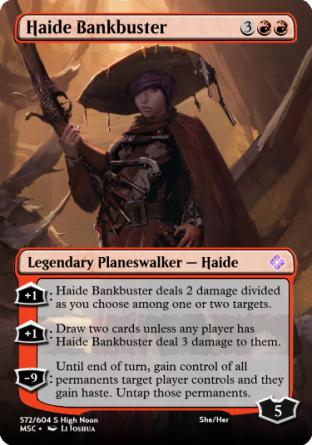 Haide Bankbuster 3
Legendary Planeswalker — Haide
+1 : Haide Bankbuster deals 2 damage divided
as you choose among one or two targets.
+1 : Draw two cards unless any player has
Haide Bankbuster deal 3 damage to them.
-9 : Until end of turn, gain control of all
permanents target player controls and they
gain haste. Untap those permanents.
5
572/604 S High Noon She/Her
MSC • Li Joshua